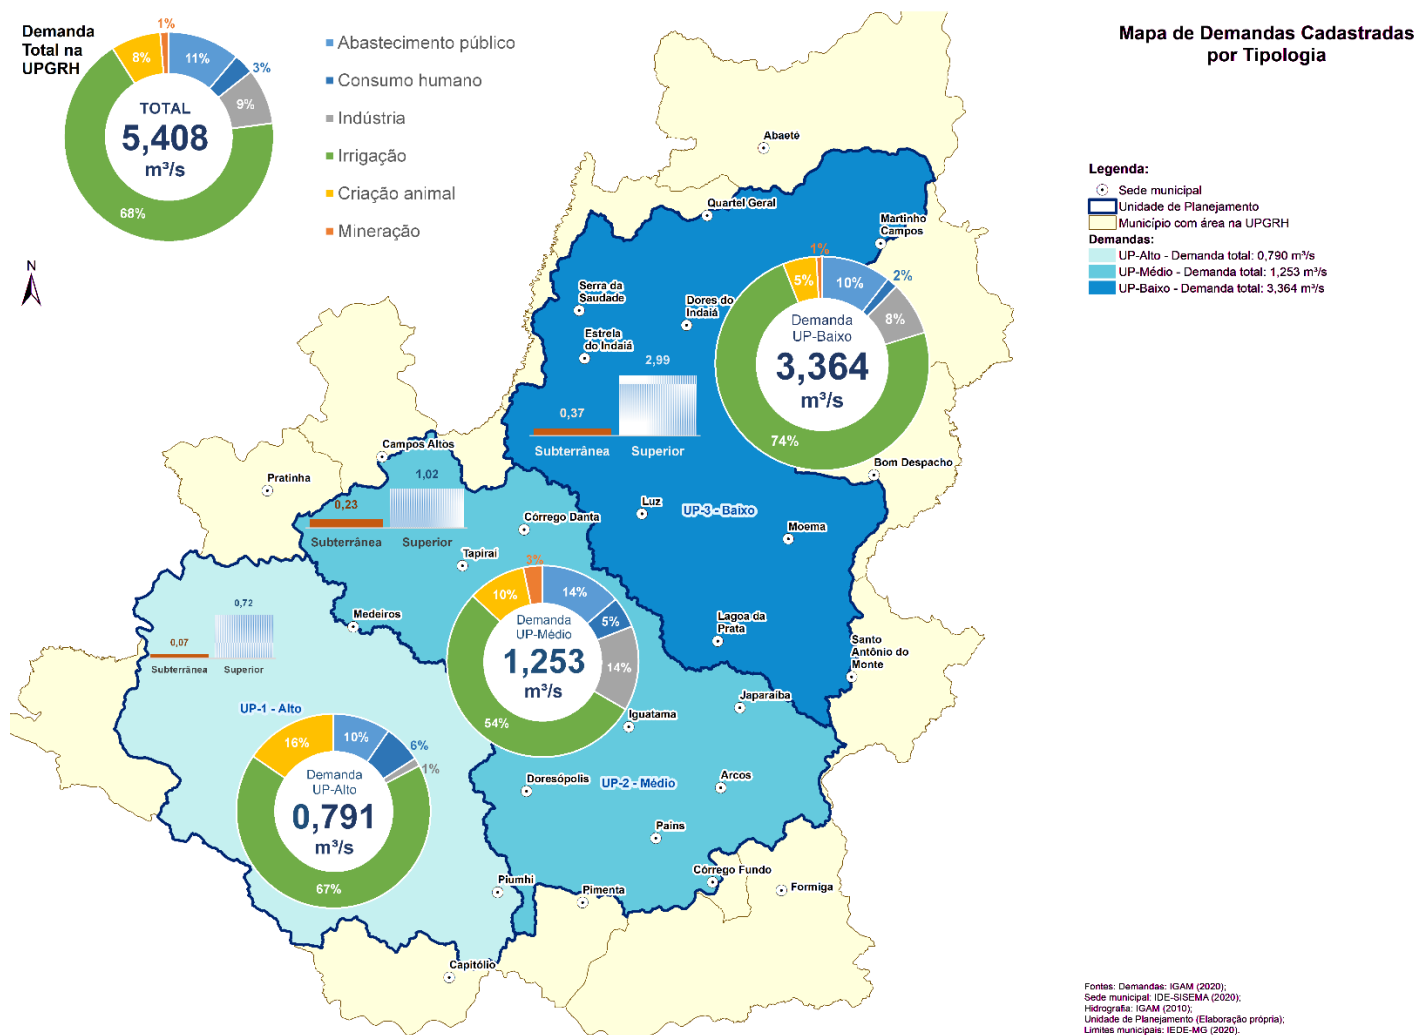 Demanda
Total na
UPGRH
1%
8%
11%
3%
9%
68%
TOTAL
5,408
m³/s
Abastecimento público
Consumo humano
Indústria
Irrigação
Criação animal
Mineração
Mapa de Demandas Cadastradas
por Tipologia
Legenda:
Sede municipal
Unidade de Planejamento
Município com área na UPGRH
Demandas:
UP-Alto - Demanda total: 0,790 m³/s
UP-Médio - Demanda total: 1,253 m³/s
UP-Baixo - Demanda total: 3,364 m³/s
N
Abaeté
Quartel Geral
Martinho
Campos
Serra da
Saudade
Dores do
Indaiá
Estrela
do Indaiá
1%
5%
10%
2%
8%
74%
Demanda
UP-Baixo
3,364
m³/s
2,99
0,37
Subterrânea
Superior
Bom Despacho
Campos Altos
Pratinha
1,02
0,23
Subterrânea
Superior
Córrego Danta
Luz
UP-3 - Baixo
Moema
Tapiraí
Medeiros
0,72
0,07
Subterrânea
Superior
3%
10%
14%
5%
14%
54%
Demanda
UP-Médio
1,253
m³/s
Lagoa da
Prata
Santo
Antônio do
Monte
Japaraíba
Iguatama
UP-1 - Alto
16%
10%
6%
1%
67%
Demanda
UP-Alto
0,791
m³/s
Doresópolis
UP-2 - Médio
Arcos
Pains
Córrego Fundo
Formiga
Piumhi
Pimenta
Capitólio
Fontes: Demandas: IGAM (2020);
Sede municipal: IDE-SISEMA (2020);
Hidrografia: IGAM (2010);
Unidade de Planejamento (Elaboração própria);
Limites municipais: IEDE-MG (2020).